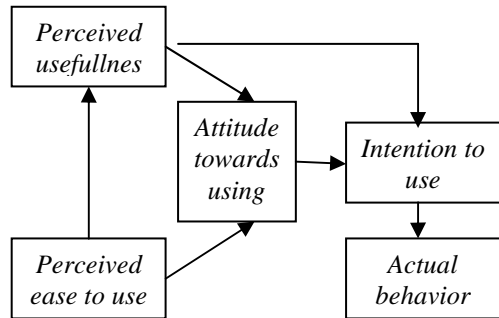 Perceived
usefullnes
Attitude
towards
using
Intention to
use
Perceived
ease to use
Actual
behavior